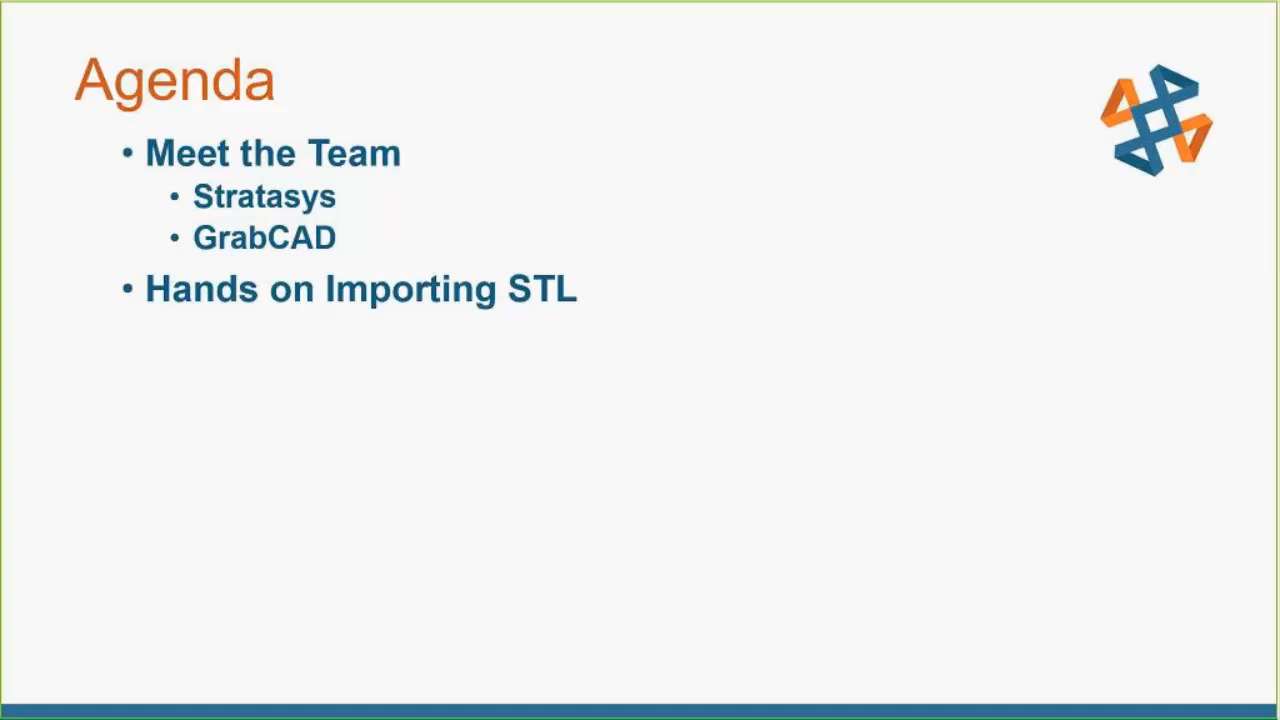 Agenda
• Meet the Team
• Stratasys
• GrabCAD
• Hands on Importing STL